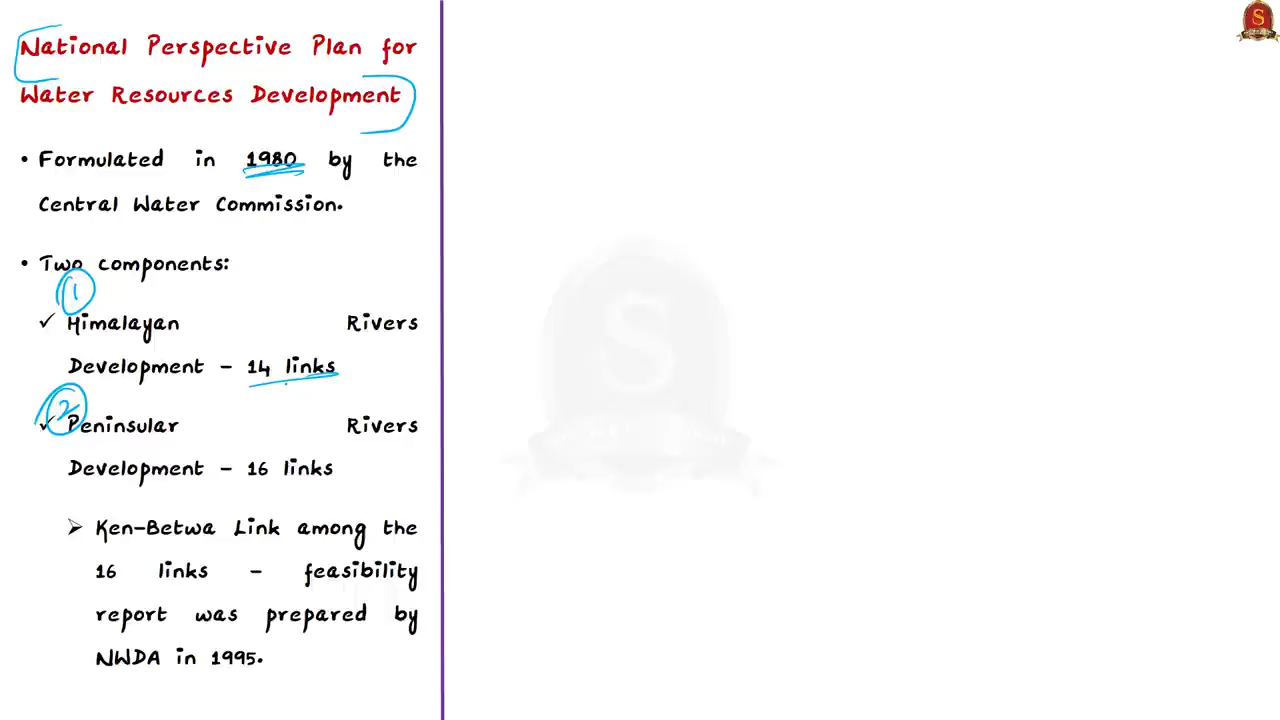 National Perspective Plan for
Water Resources Development
• Formulated in 1980 by the
Central Water Commission.
• Two components:
1
✓ Himalayan Rivers
Development - 14 links
2
✓ Peninsular Rivers
Development - 16 links
➢ Ken-Betwa Link among the
16 links - feasibility
report was prepared by
NWDA in 1995.
S
S